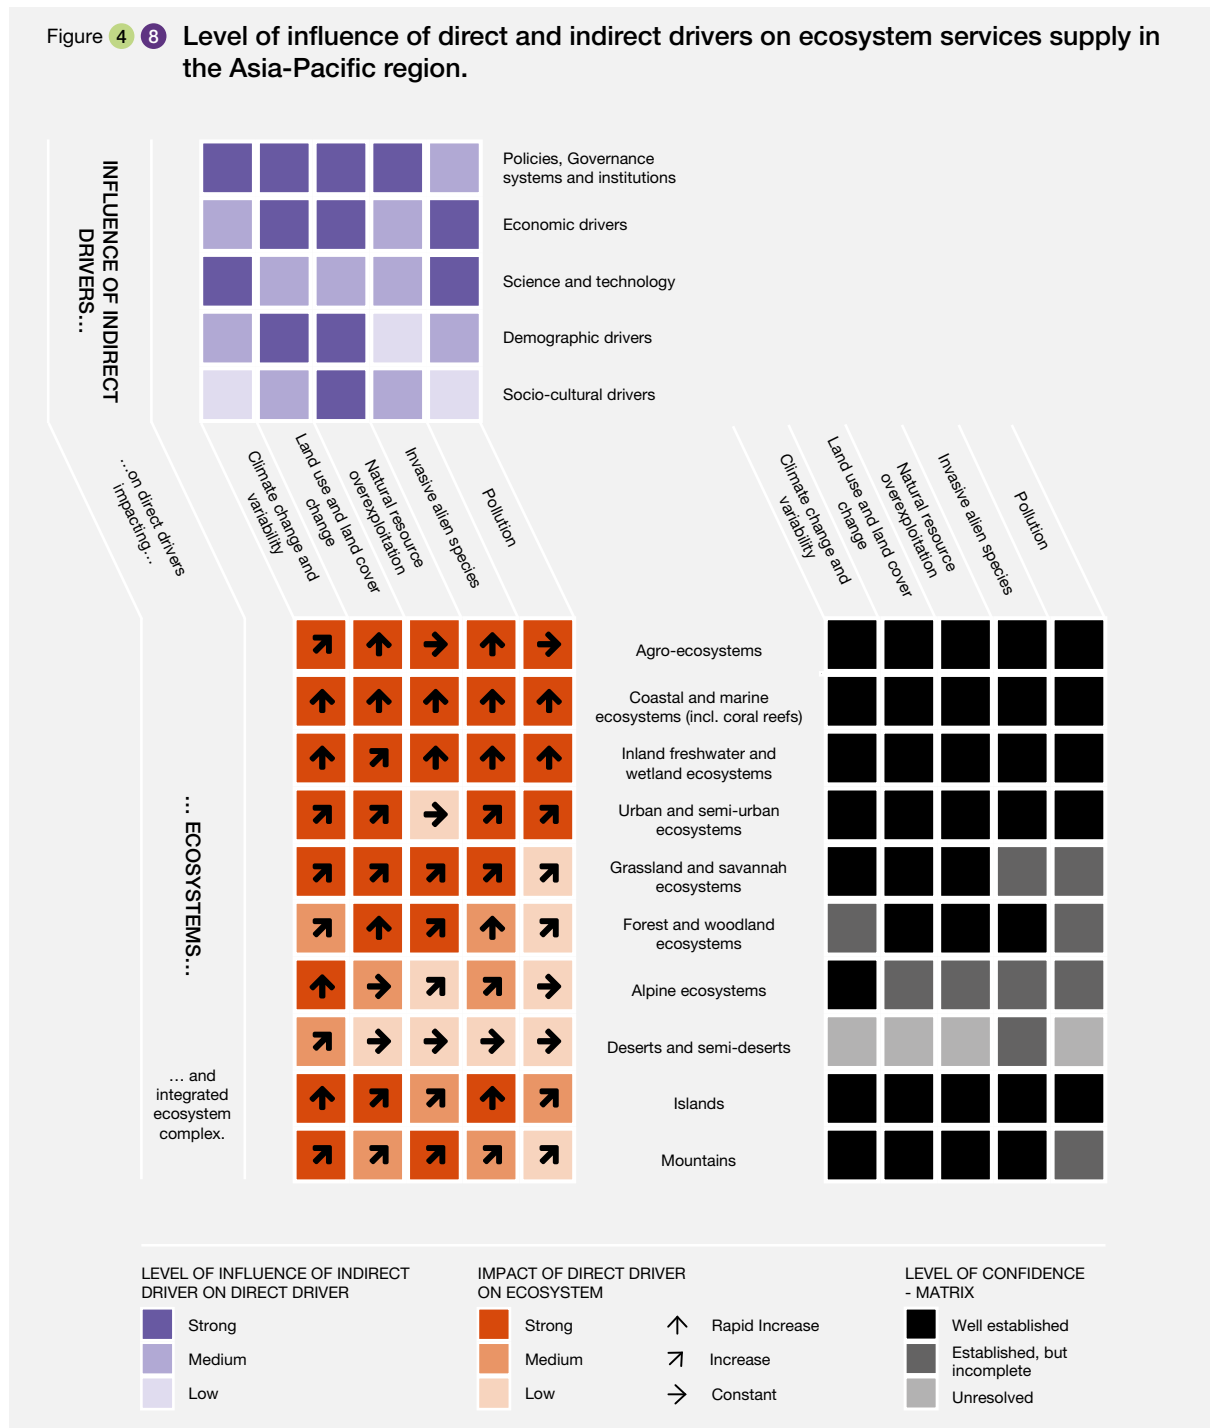 Figure 4 8 Level of influence of direct and indirect drivers on ecosystem services supply in
the Asia-Pacific region.
INFLUENCE OF INDIRECT
DRIVERS...
Policies, Governance
systems and institutions
Economic drivers
Science and technology
Demographic drivers
Socio-cultural drivers
...on direct drivers
impacting...
Climate change and
variability
Land use and land cover
change
Natural resource
overexploitation
Invasive alien species
Pollution
Climate change and
variability
Land use and land cover
change
Natural resource
overexploitation
Invasive alien species
Pollution
... ECOSYSTEMS...
Agro-ecosystems
Coastal and marine
ecosystems (incl. coral reefs)
Inland freshwater and
wetland ecosystems
Urban and semi-urban
ecosystems
Grassland and savannah
ecosystems
Forest and woodland
ecosystems
Alpine ecosystems
Deserts and semi-deserts
... and
integrated
ecosystem
complex.
Islands
Mountains
LEVEL OF INFLUENCE OF INDIRECT
DRIVER ON DIRECT DRIVER
Strong
Medium
Low
IMPACT OF DIRECT DRIVER
ON ECOSYSTEM
Strong
Medium
Low
Rapid Increase
Increase
Constant
LEVEL OF CONFIDENCE
- MATRIX
Well established
Established, but
incomplete
Unresolved